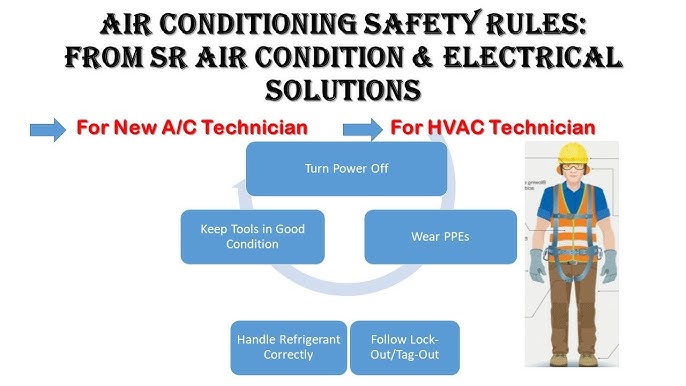 AIR CONDITIONING SAFETY RULES:
FROM SR AIR CONDITION & ELECTRICAL
SOLUTIONS
For New A/C Technician
For HVAC Technician
Turn Power Off
Keep Tools in Good
Condition
Wear PPEs
Handle Refrigerant
Correctly
Follow Lock-
Out/Tag-Out